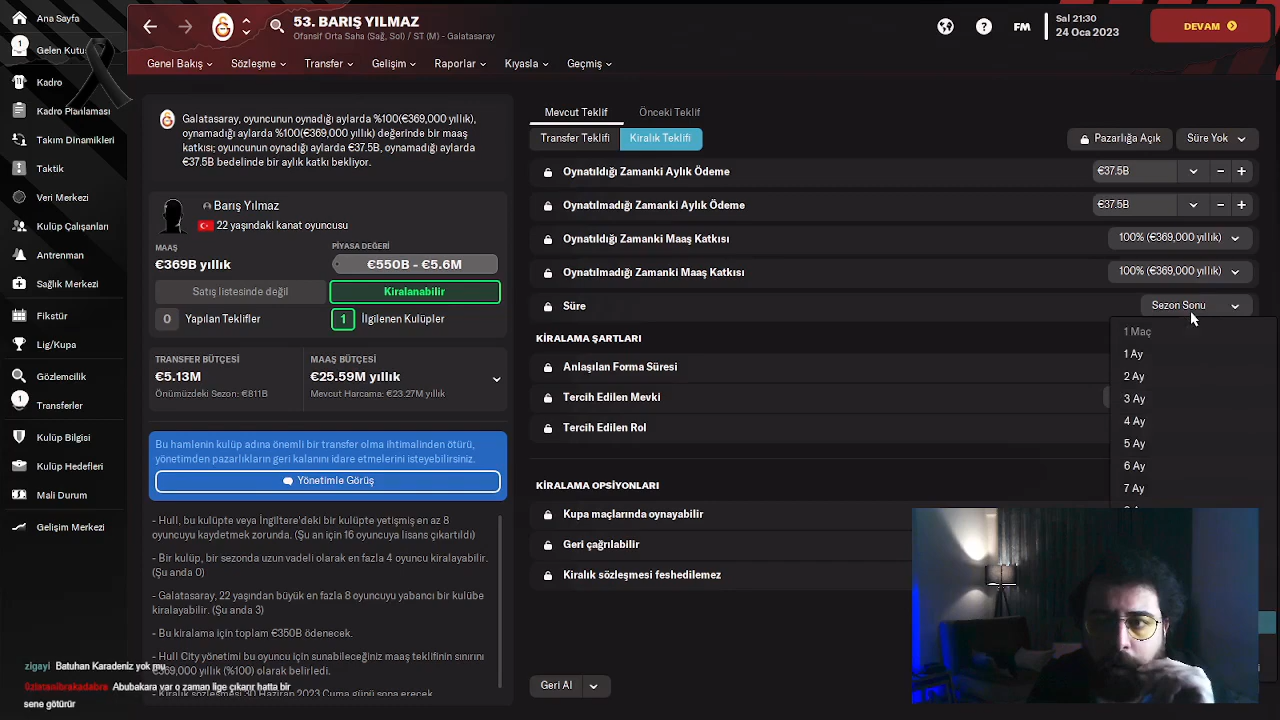 Ana Sayfa
1
Gelen Kutus
Kadro
Kadro Planlaması
Takım Dinamikleri
Taktik
Veri Merkezi
Kulüp Çalışanları
Antrenman
Sağlık Merkezi
Fikstür
Lig/Kupa
Gözlemcilik
1
Transferler
Kulüp Bilgisi
Kulüp Hedefleri
Mali Durum
Gelişim Merkezi
53. BARIŞ YILMAZ
Ofansif Orta Saha (Sağ, Sol) / ST (M) - Galatasaray
FM
Sal 21:30
24 Oca 2023
DEVAM
Genel Bakış
Sözleşme
Transfer
Gelişim
Raporlar
Kıyasla
Geçmiş
Galatasaray, oyuncunun oynadığı aylarda %100(€369,000 yıllık),
oynamadığı aylarda %100(€369,000 yıllık) değerinde bir maaş
katkısı; oyuncunun oynadığı aylarda €37.5B, oynamadığı aylarda
€37.5B bedelinde bir aylık katkı bekliyor.
Barış Yılmaz
22 yaşındaki kanat oyuncusu
MAAŞ
€369B yıllık
PİYASA DEĞERİ
€550B - €5.6M
Satış listesinde değil
Kiralanabilir
0
Yapılan Teklifler
1
İlgilenen Kulüpler
TRANSFER BÜTÇESİ
€5.13M
Önümüzdeki Sezon: €811B
MAAŞ BÜTÇESİ
€25.59M yıllık
Mevcut Harcama: €23.27M yıllık
Bu hamlenin kulüp adına önemli bir transfer olma ihtimalinden ötürü,
yönetimden pazarlıkların geri kalanını idare etmelerini isteyebilirsiniz.
Yönetimle Görüş
- Hull, bu kulüpte veya İngiltere'deki bir kulüpte yetişmiş en az 8
oyuncuyu kaydetmek zorunda. (Şu an için 16 oyuncuya lisans çıkartıldı)
- Bir kulüp, bir sezonda uzun vadeli olarak en fazla 4 oyuncu kiralayabilir.
(Şu anda 0)
- Galatasaray, 22 yaşından büyük en fazla 8 oyuncuyu yabancı bir kulübe
kiralayabilir. (Şu anda 3)
- Bu kiralama için toplam €350B ödenecek.
- Hull City yönetimi bu oyuncu için sunabileceğiniz maaş teklifinin sınırını
€369,000 yıllık (%100) olarak belirledi.
- Kiralık sözleşmesi 30 Haziran 2023 Cuma günü sona erecek.
zigayi Batuhan Karadeniz yok mu
0zlatanibrakadabra Abubakara var o zaman lige çıkarır hatta bir
sene götürür
Mevcut Teklif
Önceki Teklif
Transfer Teklifi
Kiralık Teklifi
Pazarlığa Açık
Süre Yok
Oynatıldığı Zamanki Aylık Ödeme
€37.5B
Oynatılmadığı Zamanki Aylık Ödeme
€37.5B
Oynatıldığı Zamanki Maaş Katkısı
100% (€369,000 yıllık)
Oynatılmadığı Zamanki Maaş Katkısı
100% (€369,000 yıllık)
Süre
Sezon Sonu
1 Maç
1 Ay
2 Ay
3 Ay
4 Ay
5 Ay
6 Ay
7 Ay
KİRALAMA ŞARTLARI
Anlaşılan Forma Süresi
Tercih Edilen Mevki
Tercih Edilen Rol
KİRALAMA OPSİYONLARI
Kupa maçlarında oynayabilir
Geri çağrılabilir
Kiralık sözleşmesi feshedilemez
Geri Al